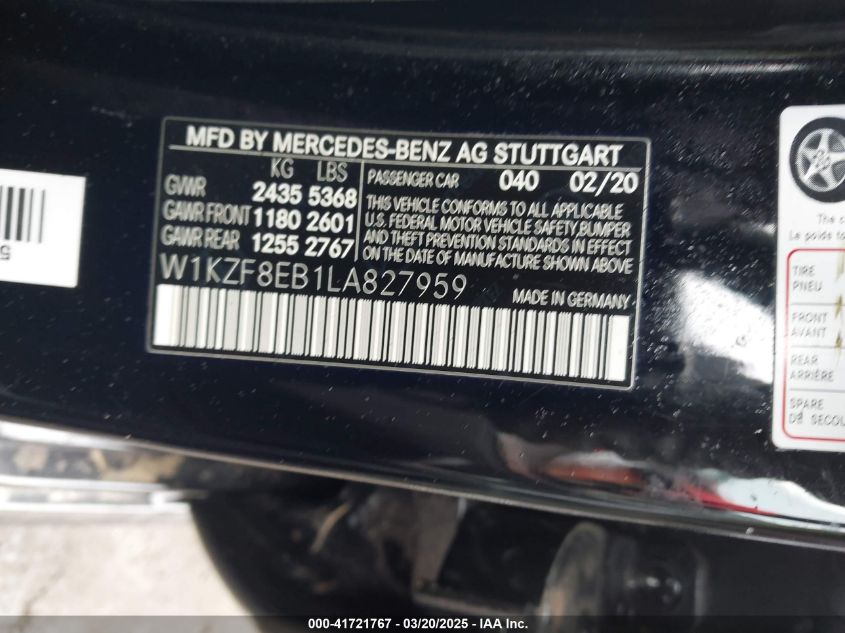 MFD BY MERCEDES-BENZ AG STUTTGART
KG LBS
GVWR 2435 5368
GAWR FRONT 1180 2601
GAWR REAR 1255 2767
PASSENGER CAR 040 02/20
THIS VEHICLE CONFORMS TO ALL APPLICABLE
U.S. FEDERAL MOTOR VEHICLE SAFETY,BUMPER
AND THEFT PREVENTION STANDARDS IN EFFECT
ON THE DATE OF MANUFACTURE SHOWN ABOVE
W1KZF8EB1LA827959
MADE IN GERMANY
TIRE
PNEU
FRONT
AVANT
REAR
ARRIÈRE
SPARE
DE SECOU
000-41721767 — 03/20/2025 — IAA Inc.